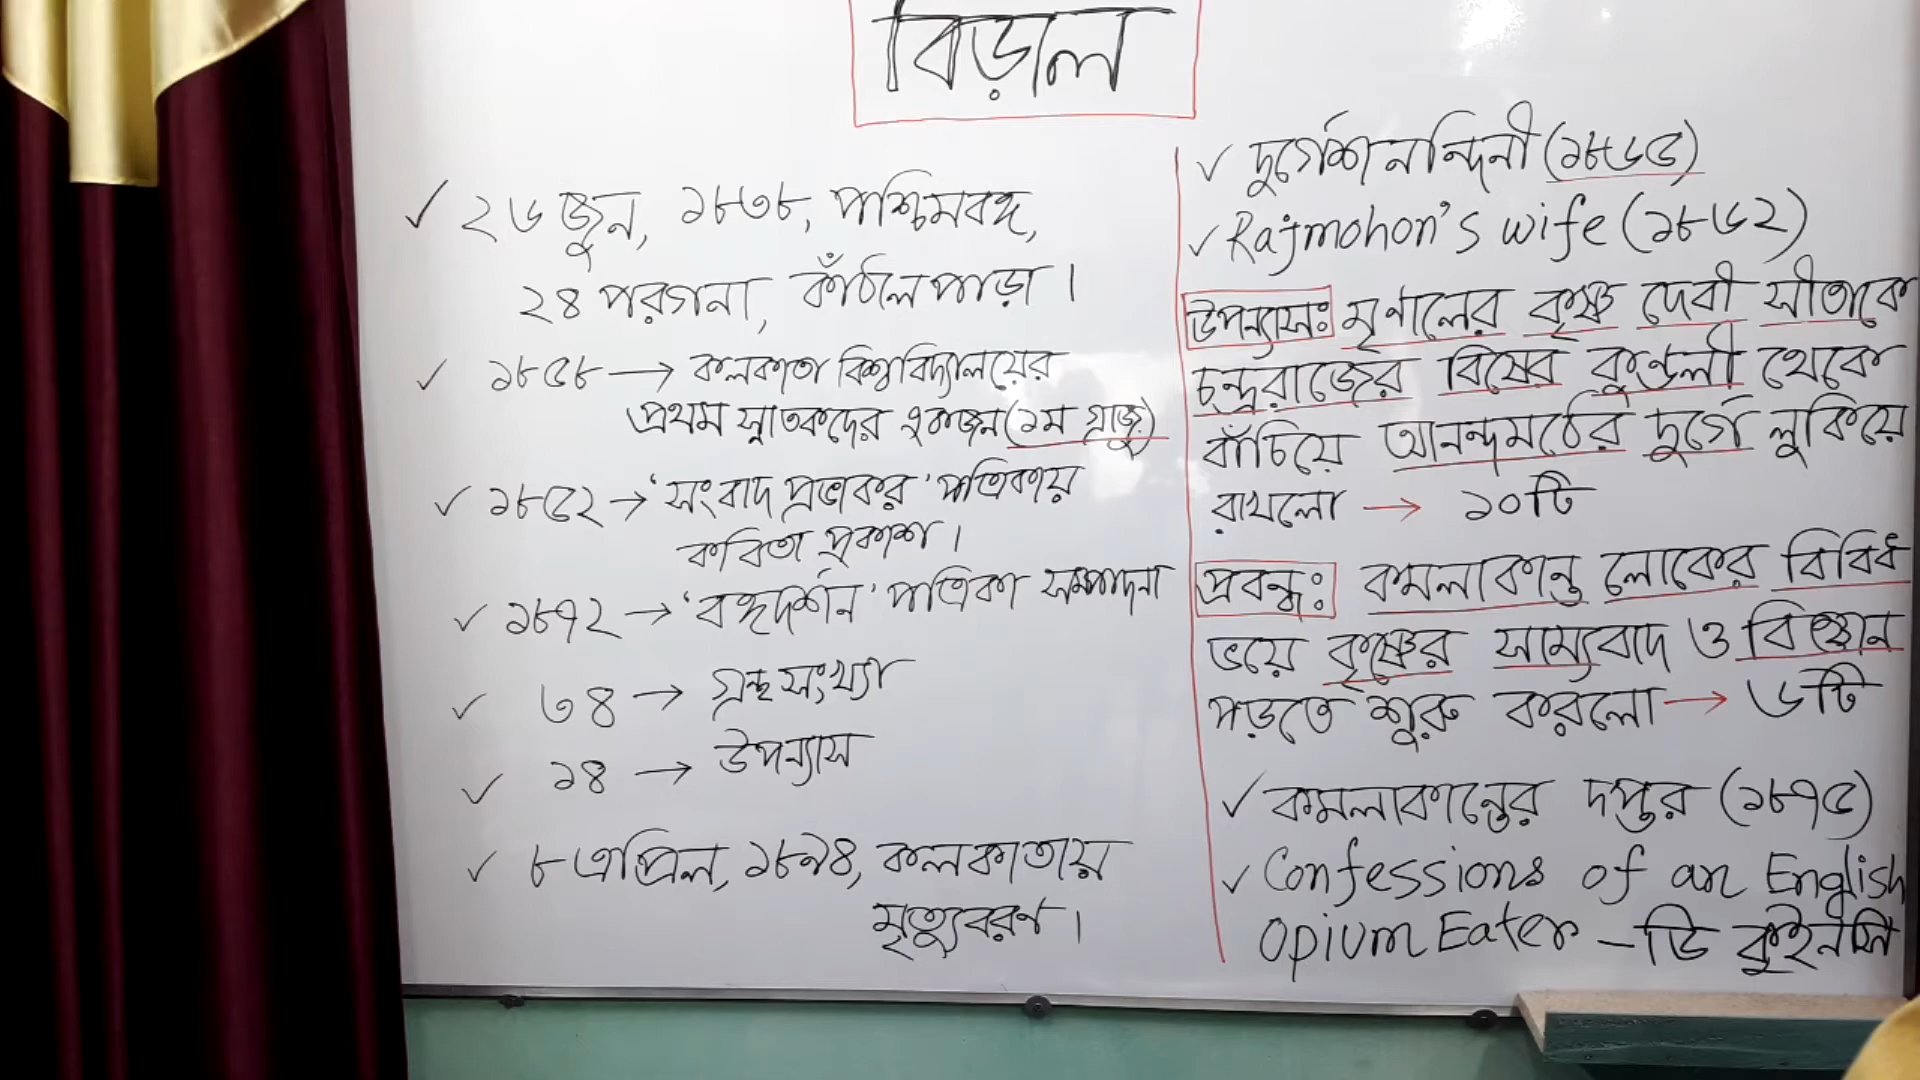 বিড়াল
✓ ২৬ জুন, ১৮৩৮, পশ্চিমবঙ্গ,
২৪ পরগনা, কাঁঠালপাড়া।
✓ ১৮৫৮ → কলকাতা বিশ্ববিদ্যালয়ের
প্রথম স্নাতকদের একজন (১ম গ্রাজু)
✓ ১৮৫২ → ‘সংবাদ প্রভাকর’ পত্রিকায়
কবিতা প্রকাশ।
✓ ১৮৭২ → ‘বঙ্গদর্শন’ পত্রিকা সম্পাদনা
✓ ৩৪ → গ্রন্থসংখ্যা
✓ ১৪ → উপন্যাস
✓ ৮ এপ্রিল, ১৮৯৪, কলকাতায়
মৃত্যুবরণ।
✓ দুর্গেশনন্দিনী (১৮৬৫)
✓ Rajmohon's wife (১৮৬২)
উপন্যাসঃ মৃণালের কৃষ্ণ দেবী সীতাকে
চন্দ্ররাজের বিষের কুণ্ডলী থেকে
বাঁচিয়ে আনন্দমঠের দুর্গে লুকিয়ে
রাখলো → ১০টি
প্রবন্ধঃ কমলাকান্ত লোকের বিবিধ
ভয়ে কৃষ্ণের সাম্যবাদ ও বিজ্ঞান
পড়তে শুরু করলো → ৬টি
✓ কমলাকান্তের দপ্তর (১৮৭৫)
✓ Confessions of an English
Opium Eater – ডি কুইনসি